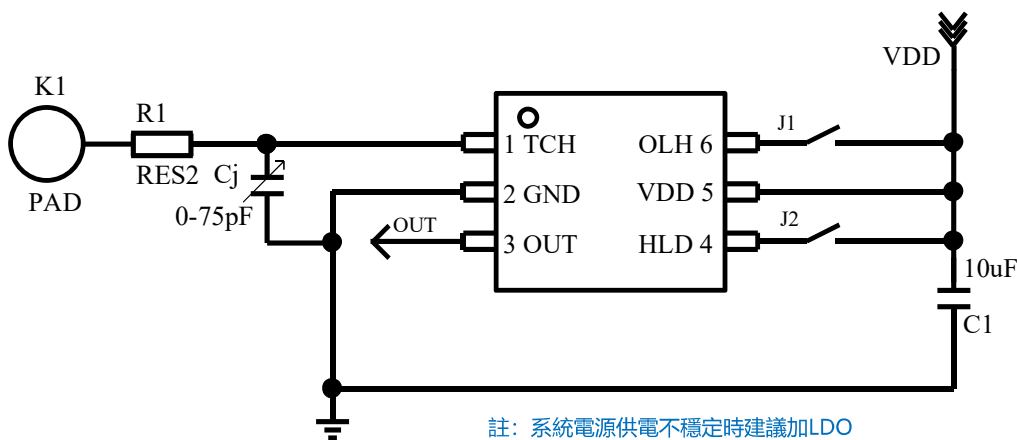 VDD
K1
R1
J1
1 TCH
OLH 6
RES2
Cj
PAD
2 GND
VDD 5
0-75pF
OUT
J2
3 OUT
HLD 4
10uF
C1
註：系統電源供電不穩定時建議加LDO